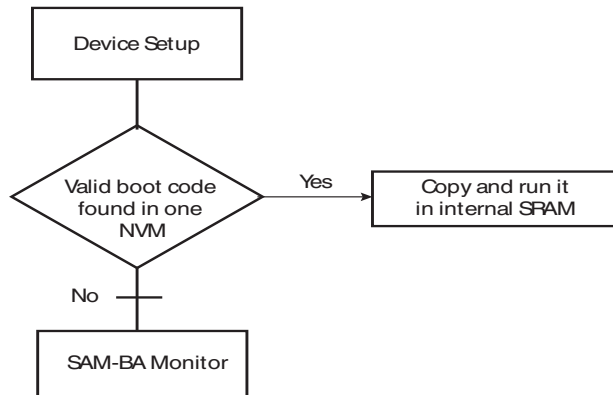 Device Setup
Valid boot code
found in one
NVM
Yes
Copy and run it
in internal SRAM
No
SAM-BA Monitor